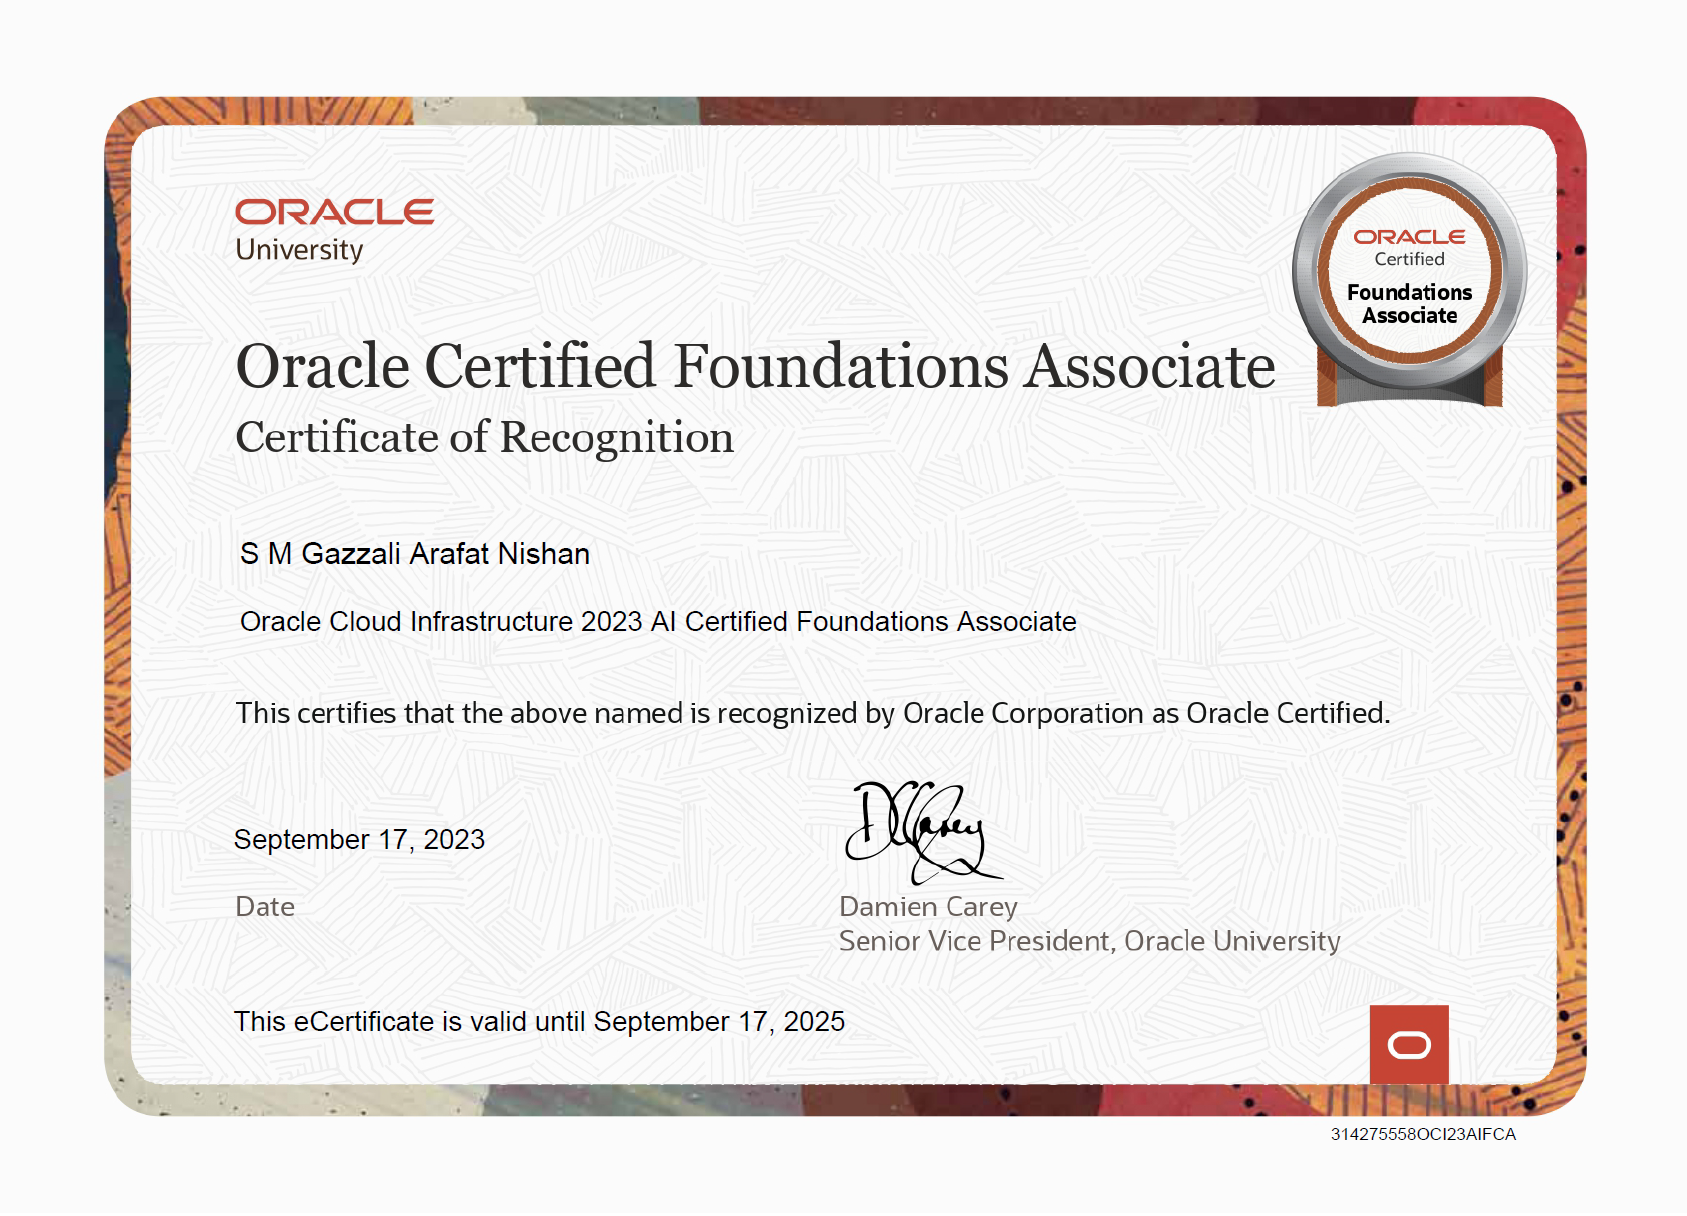 ORACLE
University
ORACLE
Certified
Foundations
Associate
Oracle Certified Foundations Associate
Certificate of Recognition
S M Gazzali Arafat Nishan
Oracle Cloud Infrastructure 2023 AI Certified Foundations Associate
This certifies that the above named is recognized by Oracle Corporation as Oracle Certified.
DCarey
September 17, 2023
Date
Damien Carey
Senior Vice President, Oracle University
This eCertificate is valid until September 17, 2025
314275558OCI23AIFCA